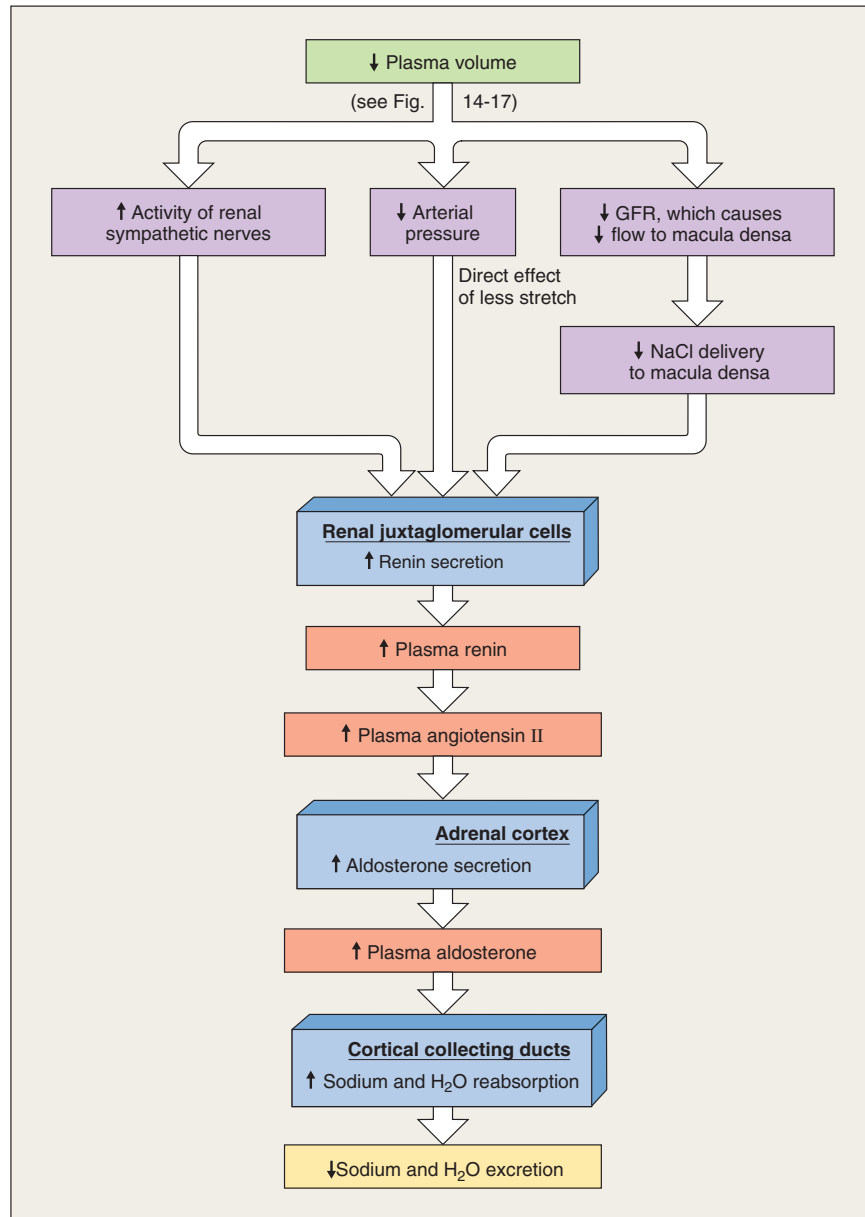 ↓ Plasma volume
(see Fig. 14-17)
↑ Activity of renal
sympathetic nerves
↓ Arterial
pressure
↓ GFR, which causes
↓ flow to macula densa
Direct effect
of less stretch
↓ NaCl delivery
to macula densa
Renal juxtaglomerular cells
↑ Renin secretion
↑ Plasma renin
↑ Plasma angiotensin II
Adrenal cortex
↑ Aldosterone secretion
↑ Plasma aldosterone
Cortical collecting ducts
↑ Sodium and H₂O reabsorption
↓Sodium and H₂O excretion